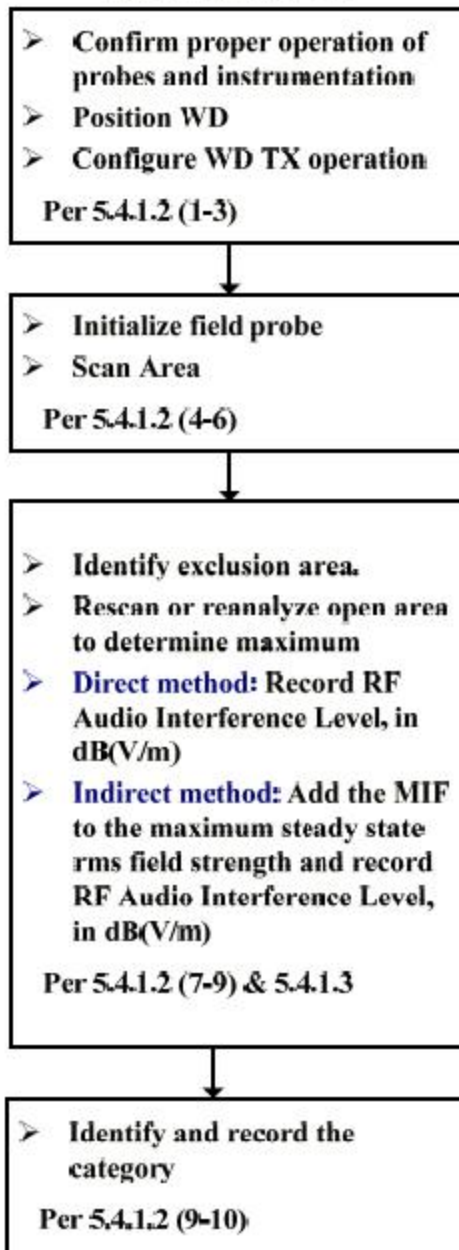 ➢ Confirm proper operation of
probes and instrumentation
➢ Position WD
➢ Configure WD TX operation
Per 5.4.1.2 (1-3)
➢ Initialize field probe
➢ Scan Area
Per 5.4.1.2 (4-6)
➢ Identify exclusion area.
➢ Rescan or reanalyze open area
to determine maximum
➢ Direct method: Record RF
Audio Interference Level, in
dB(V/m)
➢ Indirect method: Add the MIF
to the maximum steady state
rms field strength and record
RF Audio Interference Level,
in dB(V/m)
Per 5.4.1.2 (7-9) & 5.4.1.3
➢ Identify and record the
category
Per 5.4.1.2 (9-10)